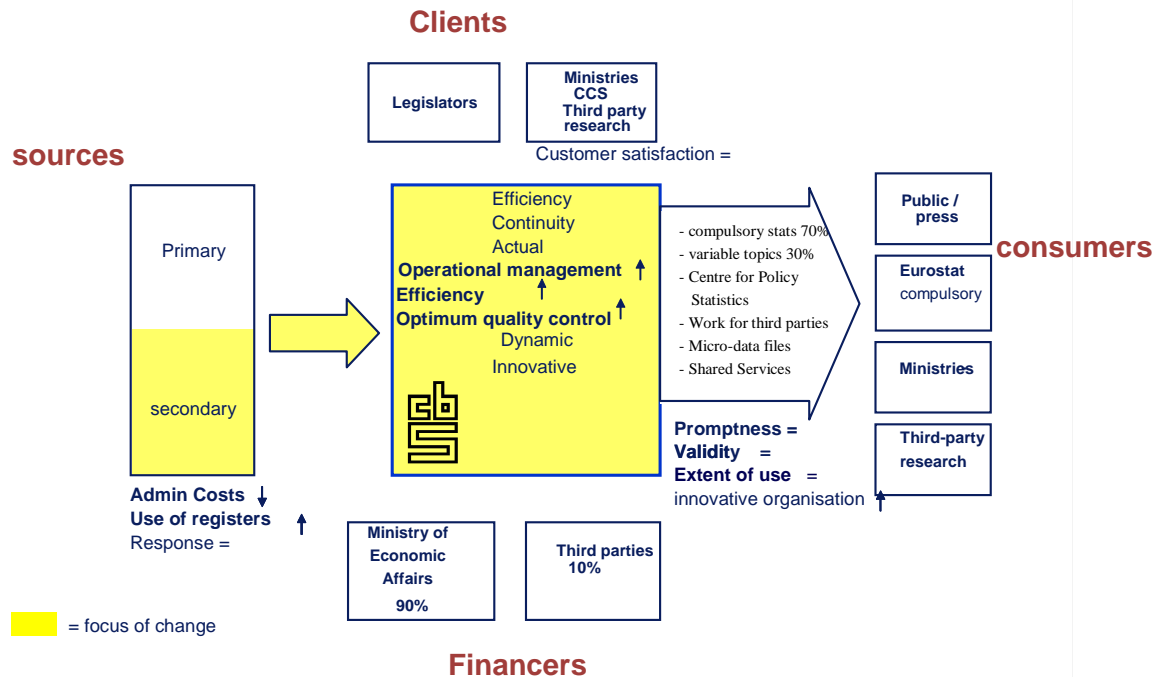 Clients
Legislators
Ministries
CCS
Third party
research
Customer satisfaction =
sources
Primary
secondary
Admin Costs ↓
Use of registers ↑
Response =
Efficiency
Continuity
Actual
Operational management ↑
Efficiency ↑
Optimum quality control ↑
Dynamic
Innovative
cbs
- compulsory stats 70%
- variable topics 30%
- Centre for Policy
Statistics
- Work for third parties
- Micro-data files
- Shared Services
Promptness =
Validity =
Extent of use =
innovative organisation ↑
consumers
Public /
press
Eurostat
compulsory
Ministries
Third-party
research
Ministry of
Economic
Affairs
90%
Third parties
10%
= focus of change
Financers